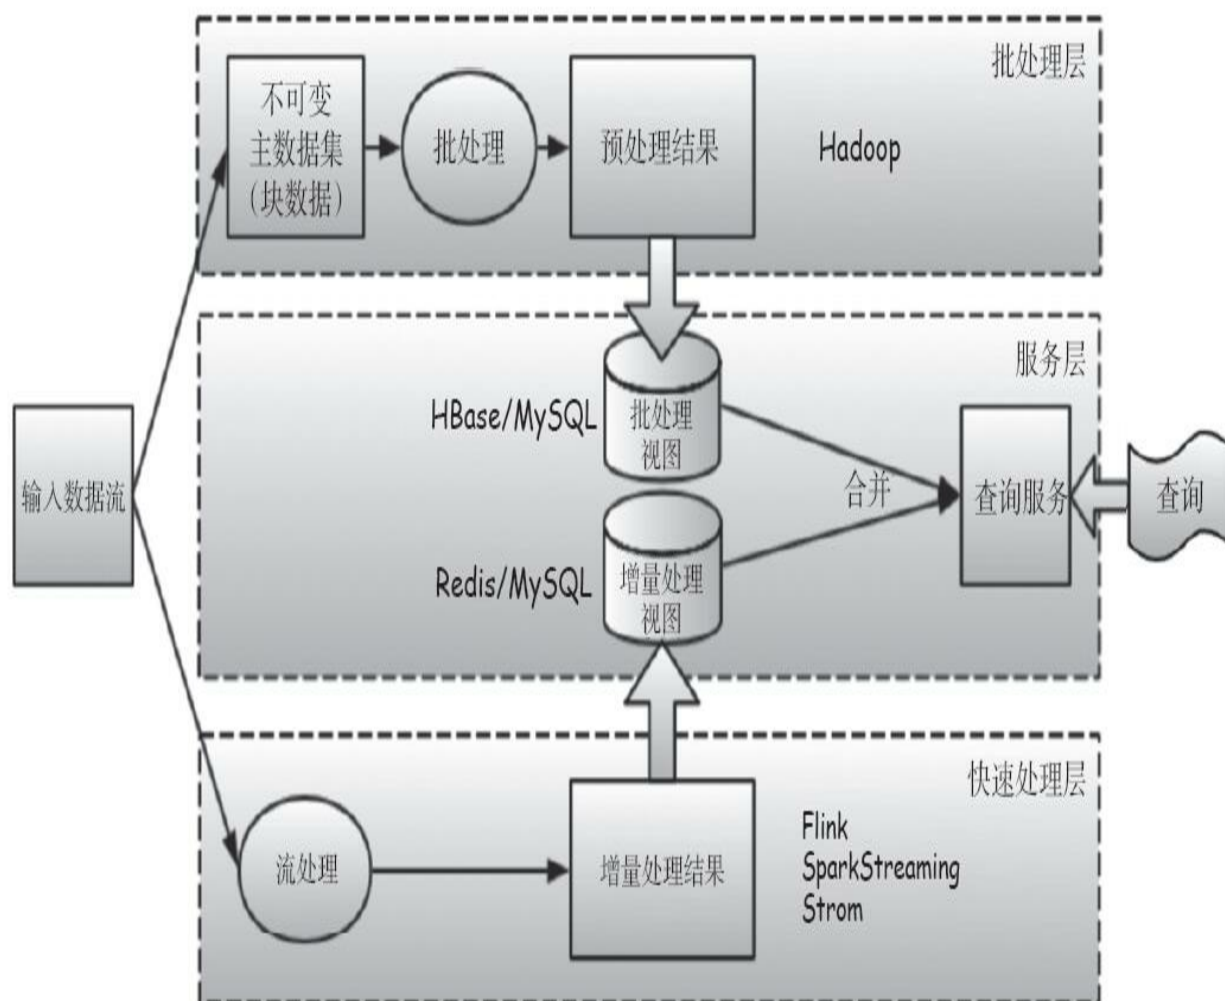 批处理层
不可变
主数据集
（块数据）
批处理
预处理结果
Hadoop
服务层
HBase/MySQL
批处理
视图
输入数据流
合并
查询服务
查询
Redis/MySQL
增量处理
视图
快速处理层
流处理
增量处理结果
Flink
SparkStreaming
Strom